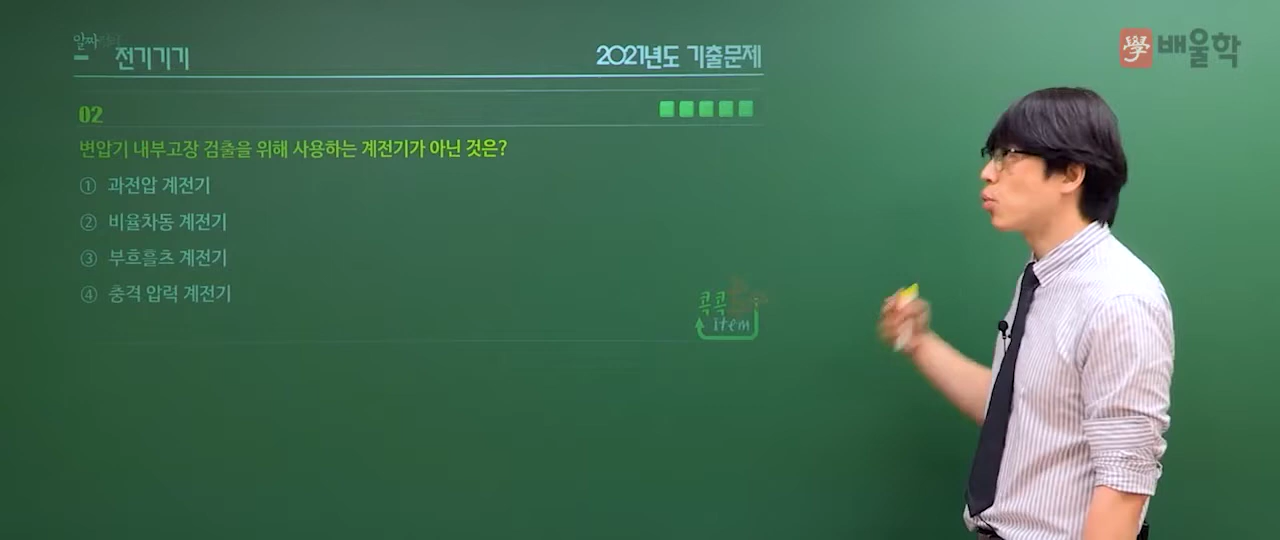 알짜
전기기기
2021년도 기출문제
學 배울학
02
변압기 내부고장 검출을 위해 사용하는 계전기가 아닌 것은?
① 과전압 계전기
② 비율차동 계전기
③ 부흐흘츠 계전기
④ 충격 압력 계전기
콕콕
Item